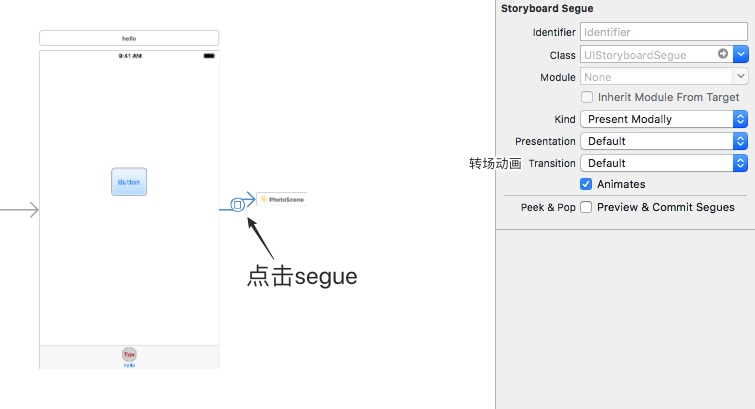 hello
9:41 AM
Button
PhotoScene
点击segue
Type
hello
Storyboard Segue
Identifier Identifier
Class UIStoryboardSegue
Module None
Inherit Module From Target
Kind Present Modally
Presentation Default
转场动画 Transition Default
Animates
Peek & Pop Preview & Commit Segues